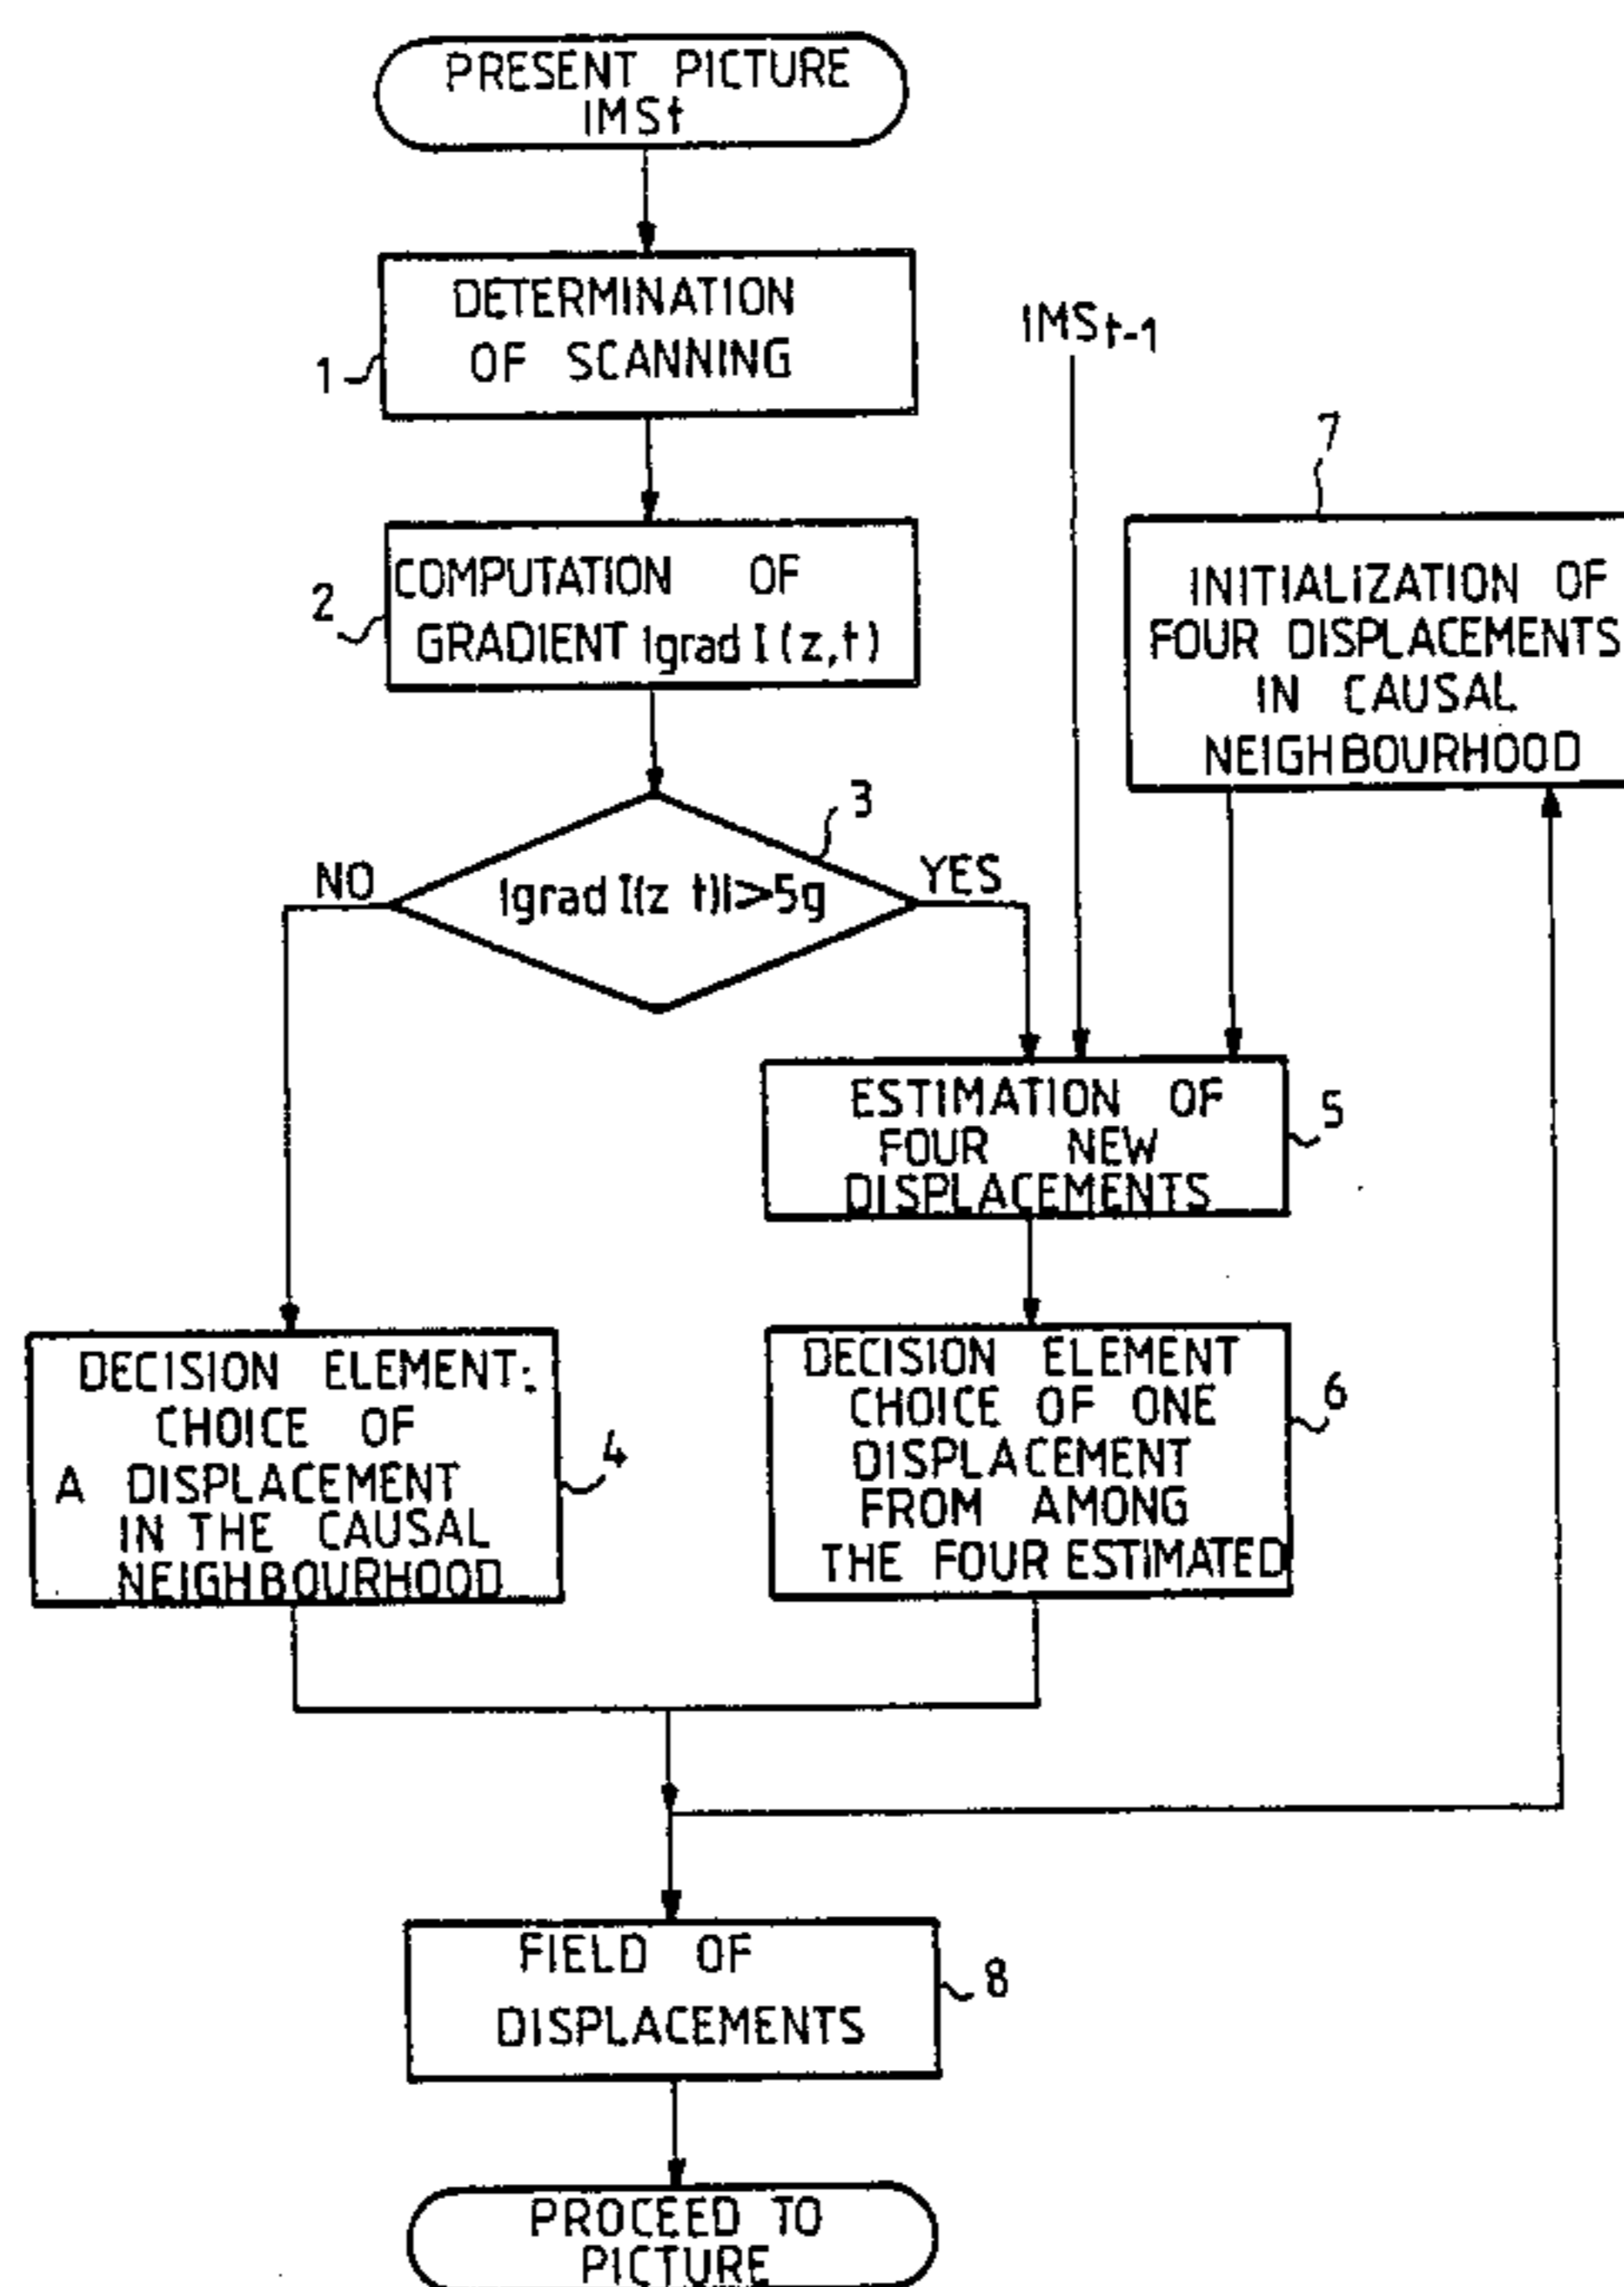 PRESENT PICTURE
IMSt
DETERMINATION
OF SCANNING
1
IMSt-1
7
COMPUTATION OF
GRADIENT |grad I(z,t)
2
INITIALIZATION OF
FOUR DISPLACEMENTS
IN CAUSAL
NEIGHBOURHOOD
3
NO
|grad I(z t)|>5g
YES
ESTIMATION OF
FOUR NEW
DISPLACEMENTS
5
DECISION ELEMENT:
CHOICE OF
A DISPLACEMENT
IN THE CAUSAL
NEIGHBOURHOOD
4
DECISION ELEMENT
CHOICE OF ONE
DISPLACEMENT
FROM AMONG
THE FOUR ESTIMATED
6
FIELD OF
DISPLACEMENTS
8
PROCEED TO
PICTURE